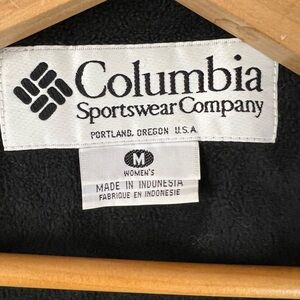 Columbia
Sportswear Company
PORTLAND, OREGON U.S.A.
M
WOMEN'S
MADE IN INDONESIA
FABRIQUE EN INDONESIE